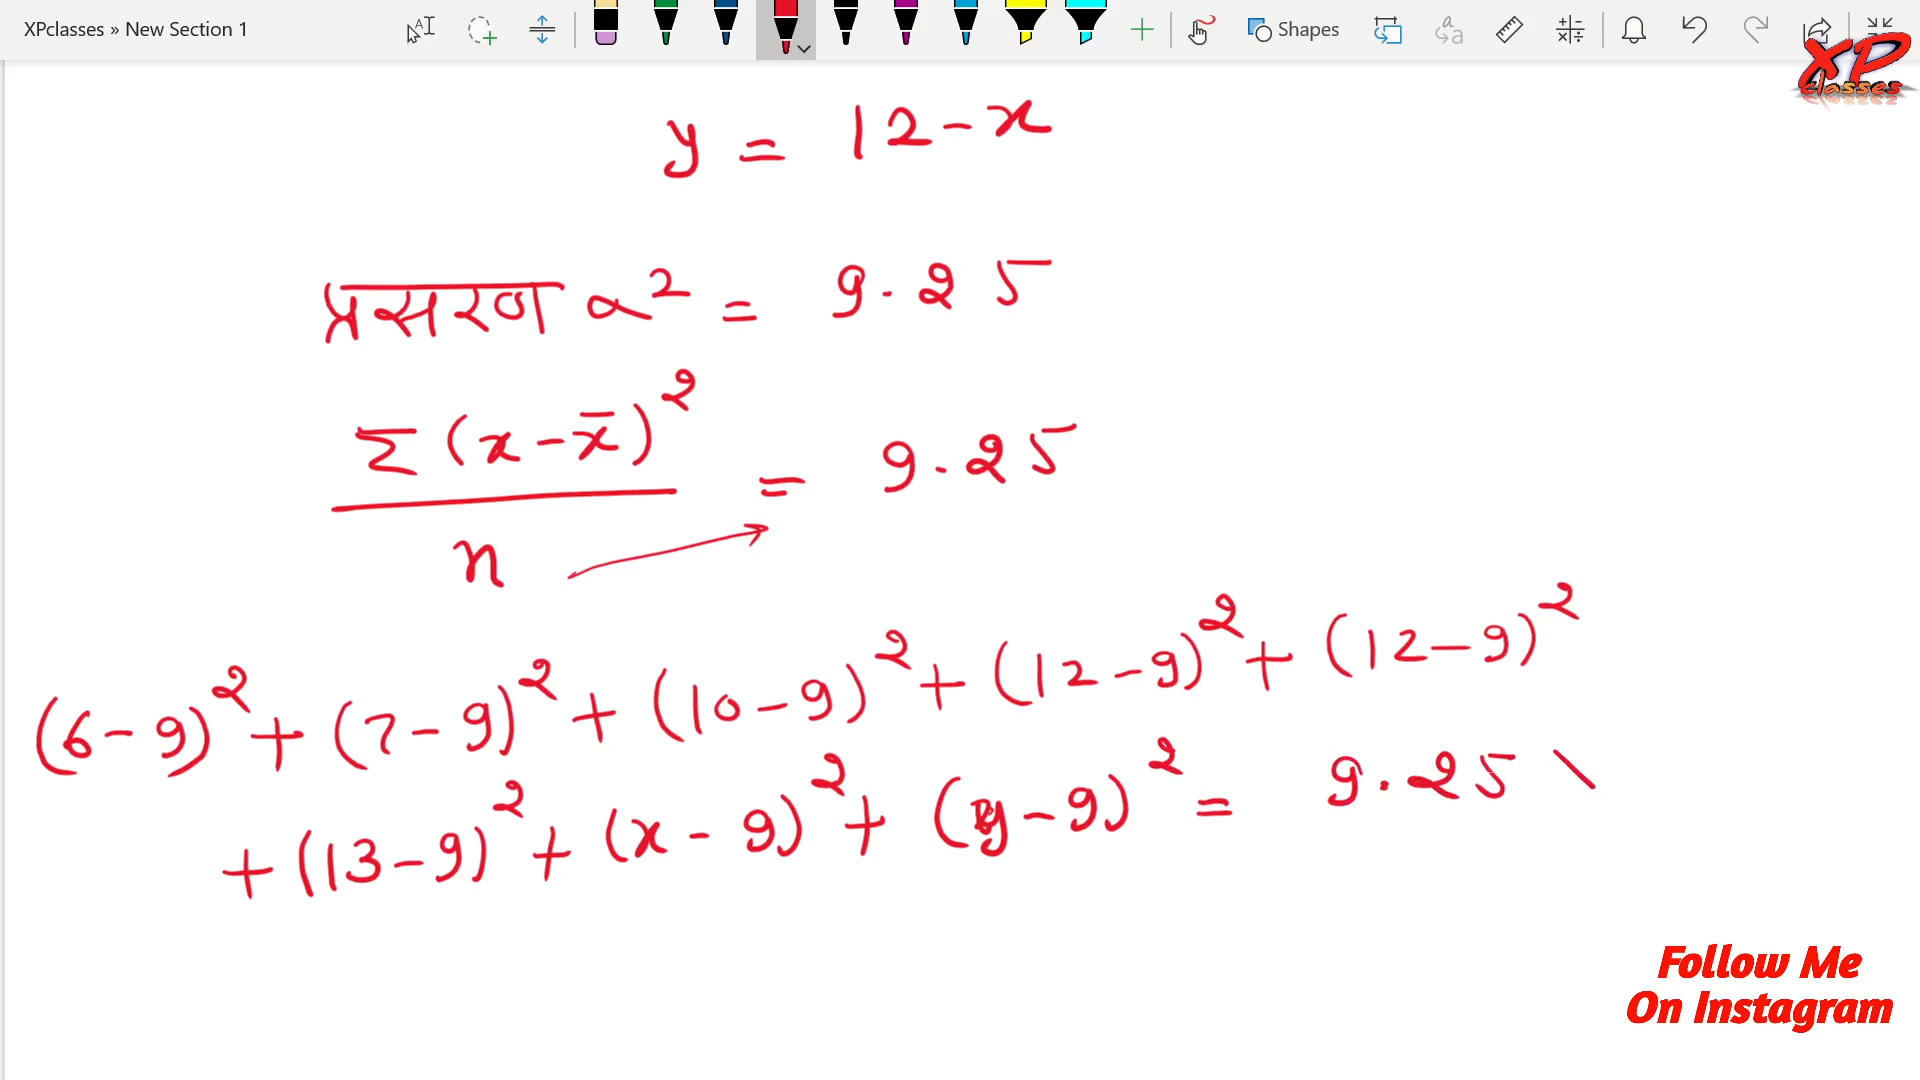 XPclasses » New Section 1
Shapes
XP classes
y = 12 - x
प्रसरण α² = 9.25
Σ(x - x̄)²
n
= 9.25
(6-9)² + (7-9)² + (10-9)² + (12-9)² + (12-9)²
+ (13-9)² + (x-9)² + (y-9)² = 9.25 \
Follow Me
On Instagram